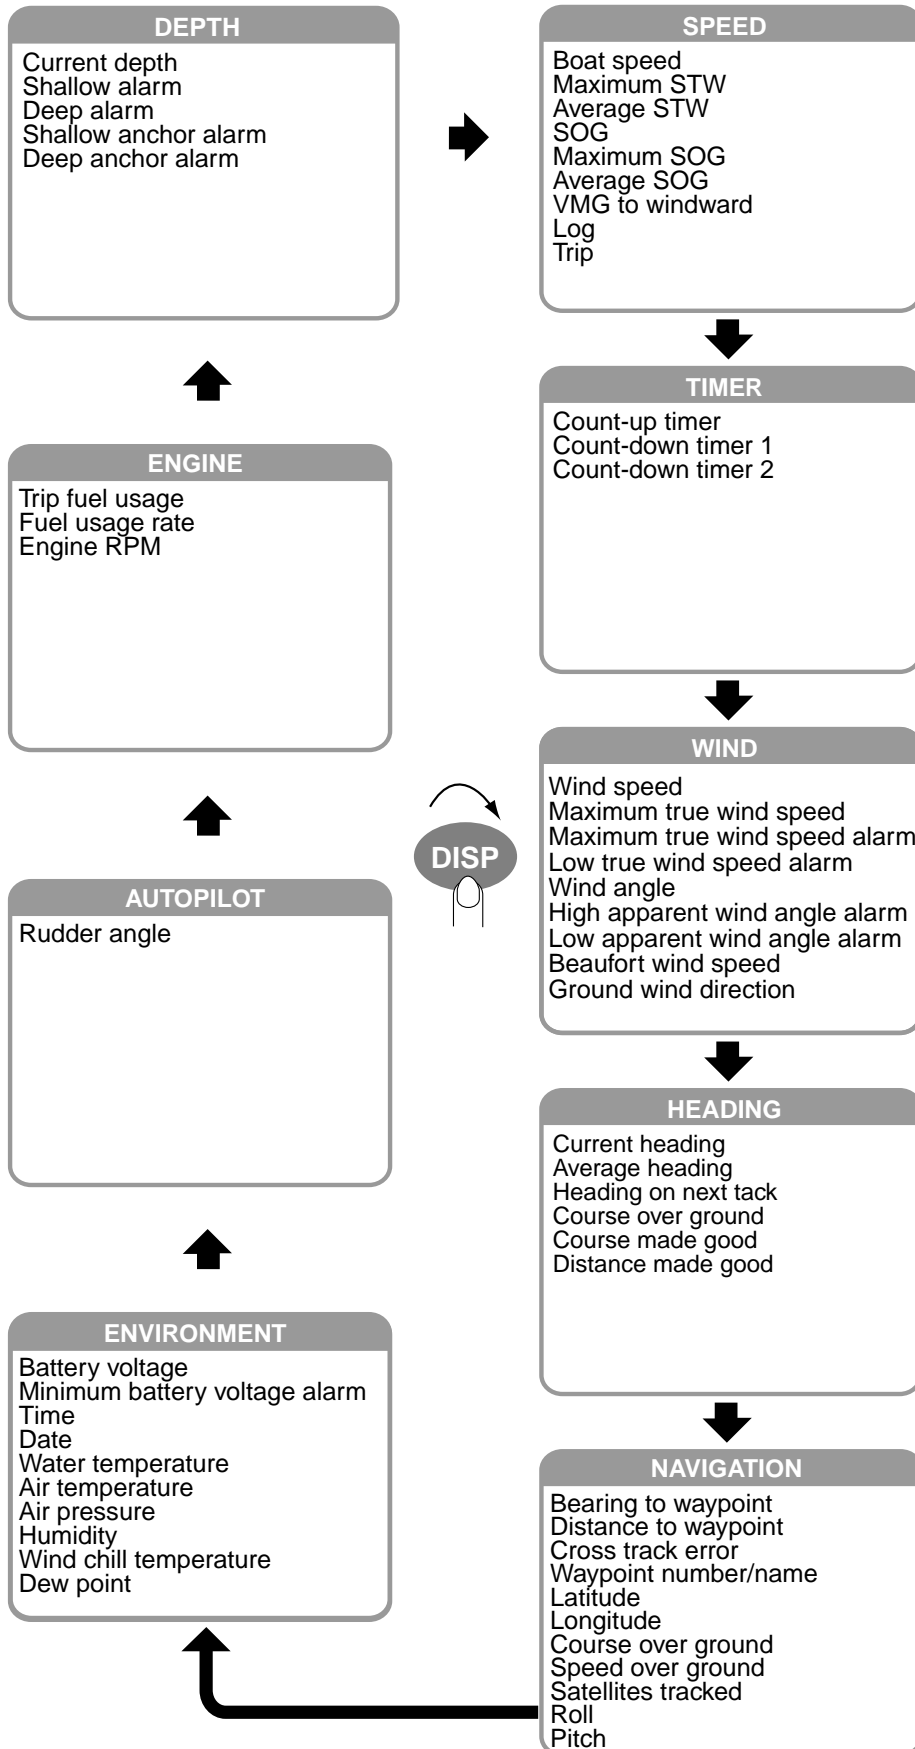 DEPTH
Current depth
Shallow alarm
Deep alarm
Shallow anchor alarm
Deep anchor alarm
SPEED
Boat speed
Maximum STW
Average STW
SOG
Maximum SOG
Average SOG
VMG to windward
Log
Trip
TIMER
Count-up timer
Count-down timer 1
Count-down timer 2
ENGINE
Trip fuel usage
Fuel usage rate
Engine RPM
WIND
Wind speed
Maximum true wind speed
Maximum true wind speed alarm
Low true wind speed alarm
Wind angle
High apparent wind angle alarm
Low apparent wind angle alarm
Beaufort wind speed
Ground wind direction
DISP
AUTOPILOT
Rudder angle
HEADING
Current heading
Average heading
Heading on next tack
Course over ground
Course made good
Distance made good
ENVIRONMENT
Battery voltage
Minimum battery voltage alarm
Time
Date
Water temperature
Air temperature
Air pressure
Humidity
Wind chill temperature
Dew point
NAVIGATION
Bearing to waypoint
Distance to waypoint
Cross track error
Waypoint number/name
Latitude
Longitude
Course over ground
Speed over ground
Satellites tracked
Roll
Pitch